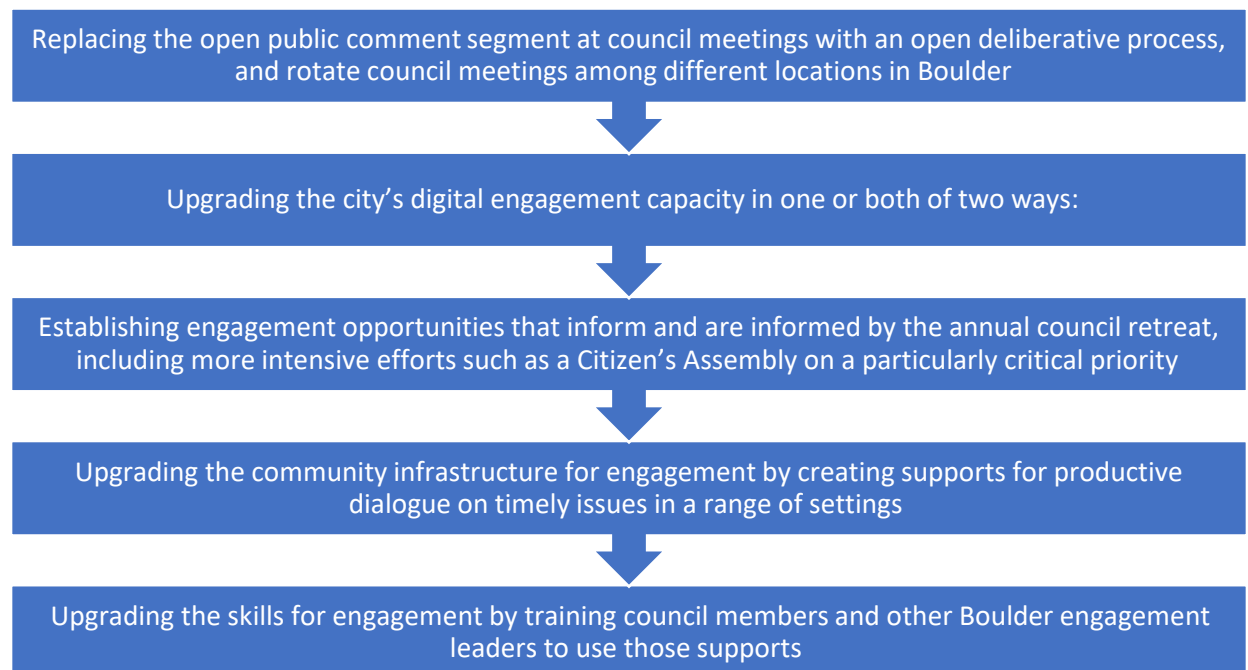 Replacing the open public comment segment at council meetings with an open deliberative process,
and rotate council meetings among different locations in Boulder
Upgrading the city’s digital engagement capacity in one or both of two ways:
Establishing engagement opportunities that inform and are informed by the annual council retreat,
including more intensive efforts such as a Citizen’s Assembly on a particularly critical priority
Upgrading the community infrastructure for engagement by creating supports for productive
dialogue on timely issues in a range of settings
Upgrading the skills for engagement by training council members and other Boulder engagement
leaders to use those supports